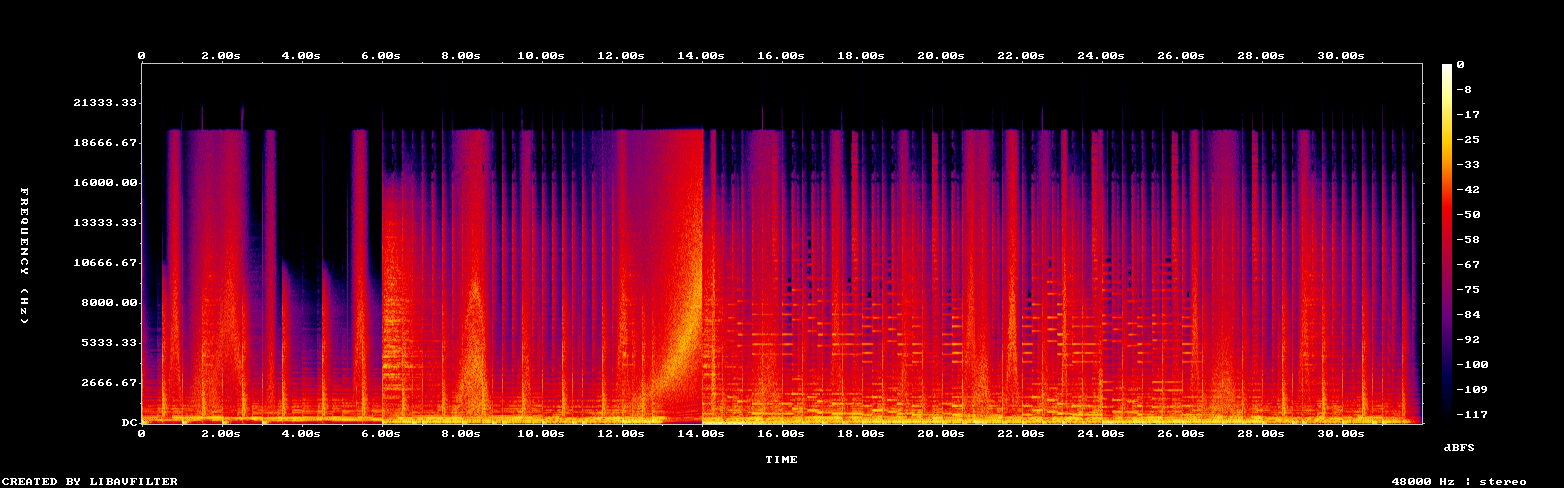 0 2.00s 4.00s 6.00s 8.00s 10.00s 12.00s 14.00s 16.00s 18.00s 20.00s 22.00s 24.00s 26.00s 28.00s 30.00s
21333.33
18666.67
16000.00
13333.33
10666.67
8000.00
5333.33
2666.67
DC
FREQUENCY (Hz)
0
-8
-17
-25
-33
-42
-50
-58
-67
-75
-84
-92
-100
-109
-117
dBFS
0 2.00s 4.00s 6.00s 8.00s 10.00s 12.00s 14.00s 16.00s 18.00s 20.00s 22.00s 24.00s 26.00s 28.00s 30.00s
TIME
CREATED BY LIBAVFILTER
48000 Hz | stereo